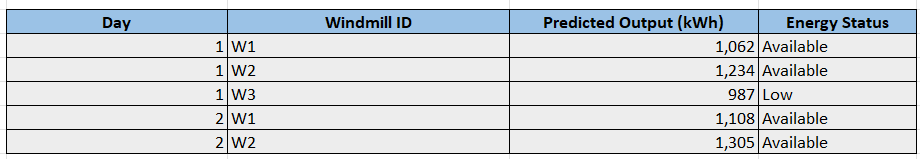 Day Windmill ID Predicted Output (kWh) Energy Status
1 W1 1,062 Available
1 W2 1,234 Available
1 W3 987 Low
2 W1 1,108 Available
2 W2 1,305 Available